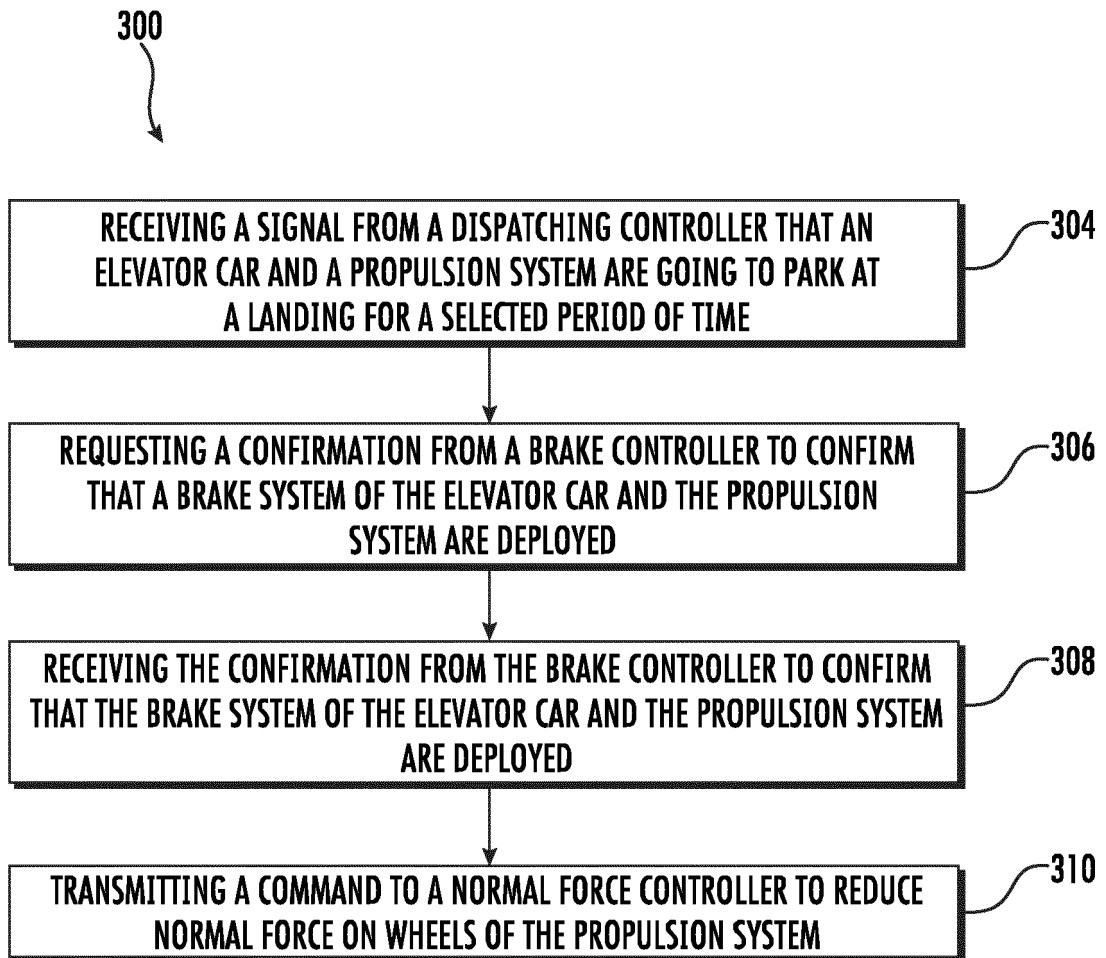 300
RECEIVING A SIGNAL FROM A DISPATCHING CONTROLLER THAT AN
ELEVATOR CAR AND A PROPULSION SYSTEM ARE GOING TO PARK AT
A LANDING FOR A SELECTED PERIOD OF TIME
304
REQUESTING A CONFIRMATION FROM A BRAKE CONTROLLER TO CONFIRM
THAT A BRAKE SYSTEM OF THE ELEVATOR CAR AND THE PROPULSION
SYSTEM ARE DEPLOYED
306
RECEIVING THE CONFIRMATION FROM THE BRAKE CONTROLLER TO CONFIRM
THAT THE BRAKE SYSTEM OF THE ELEVATOR CAR AND THE PROPULSION SYSTEM
ARE DEPLOYED
308
TRANSMITTING A COMMAND TO A NORMAL FORCE CONTROLLER TO REDUCE
NORMAL FORCE ON WHEELS OF THE PROPULSION SYSTEM
310